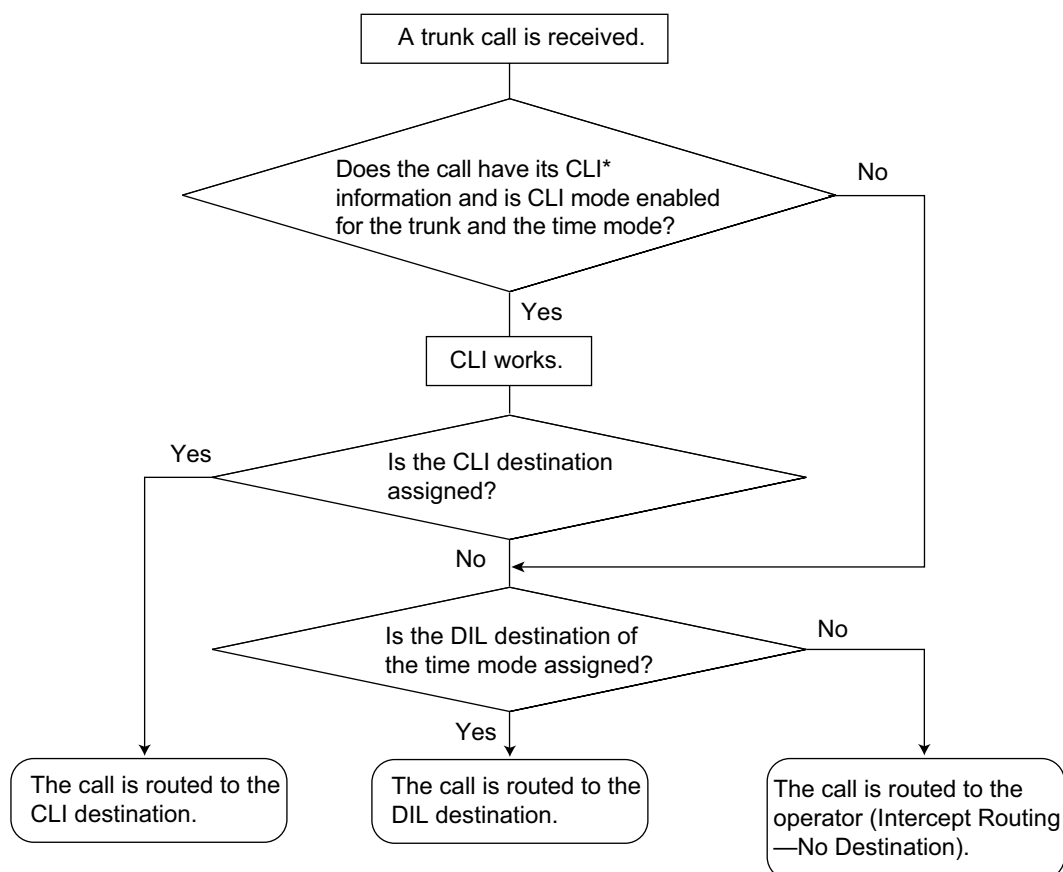 A trunk call is received.
Does the call have its CLI*
information and is CLI mode enabled
for the trunk and the time mode?
No
Yes
CLI works.
Yes
Is the CLI destination
assigned?
No
Is the DIL destination of
the time mode assigned?
No
Yes
The call is routed to the
CLI destination.
The call is routed to the
DIL destination.
The call is routed to the
operator (Intercept Routing
—No Destination).